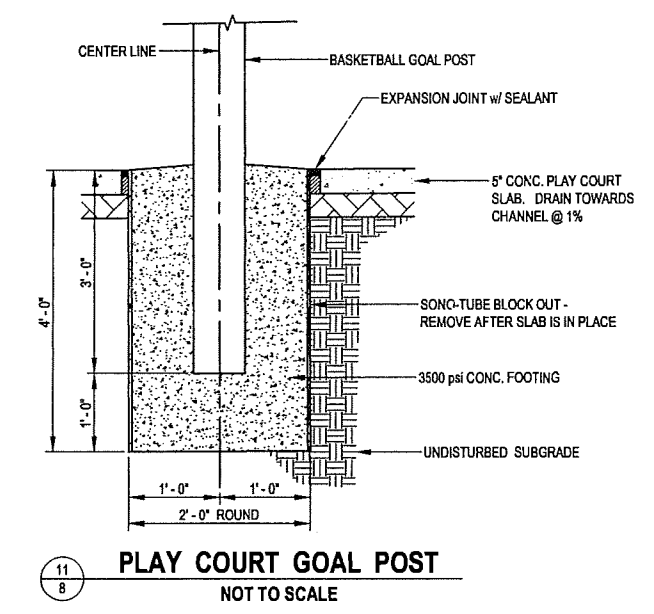 CENTER LINE
BASKETBALL GOAL POST
EXPANSION JOINT w/ SEALANT
5" CONC. PLAY COURT
SLAB. DRAIN TOWARDS
CHANNEL @ 1%
4'-0"
3'-0"
SONO-TUBE BLOCK OUT -
REMOVE AFTER SLAB IS IN PLACE
3500 psi CONC. FOOTING
1'-0"
UNDISTURBED SUBGRADE
1'-0" 1'-0"
2'-0" ROUND
11
8
PLAY COURT GOAL POST
NOT TO SCALE